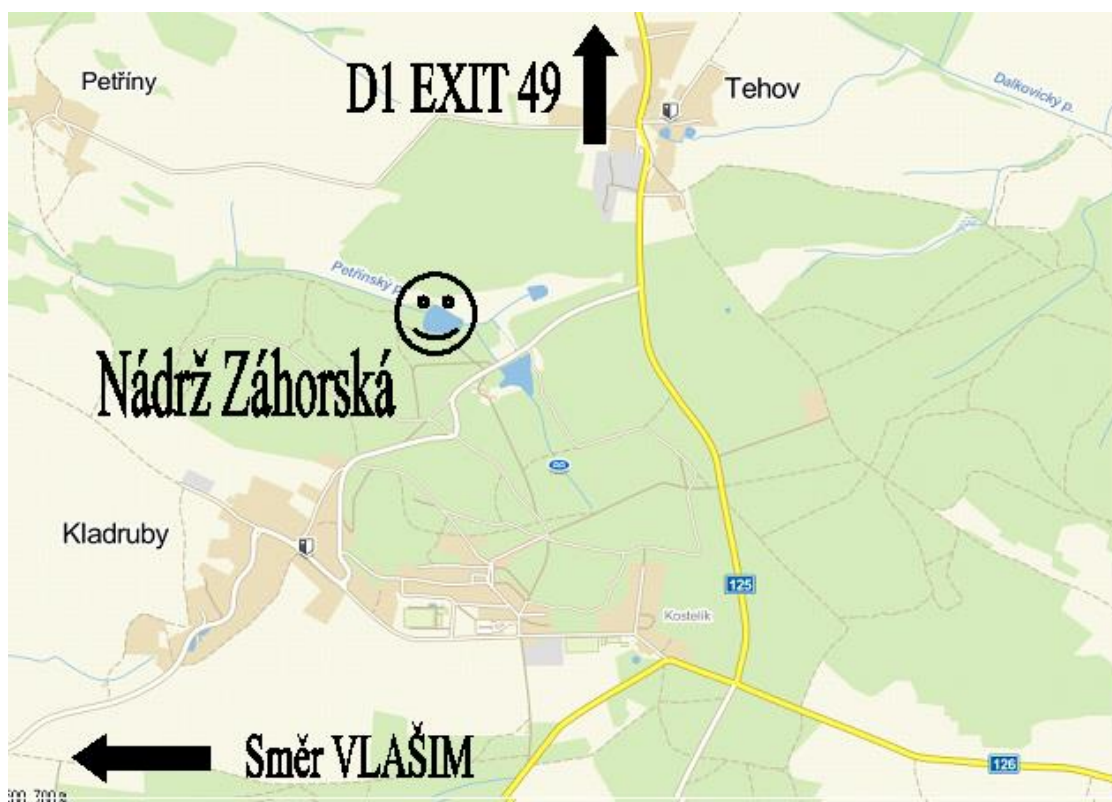 Petříny
D1 EXIT 49
Tehov
Dalkovický p.
Petřínský p.
Nádrž Záhorská
Kladruby
125
Kostelík
Směr VLAŠIM
126